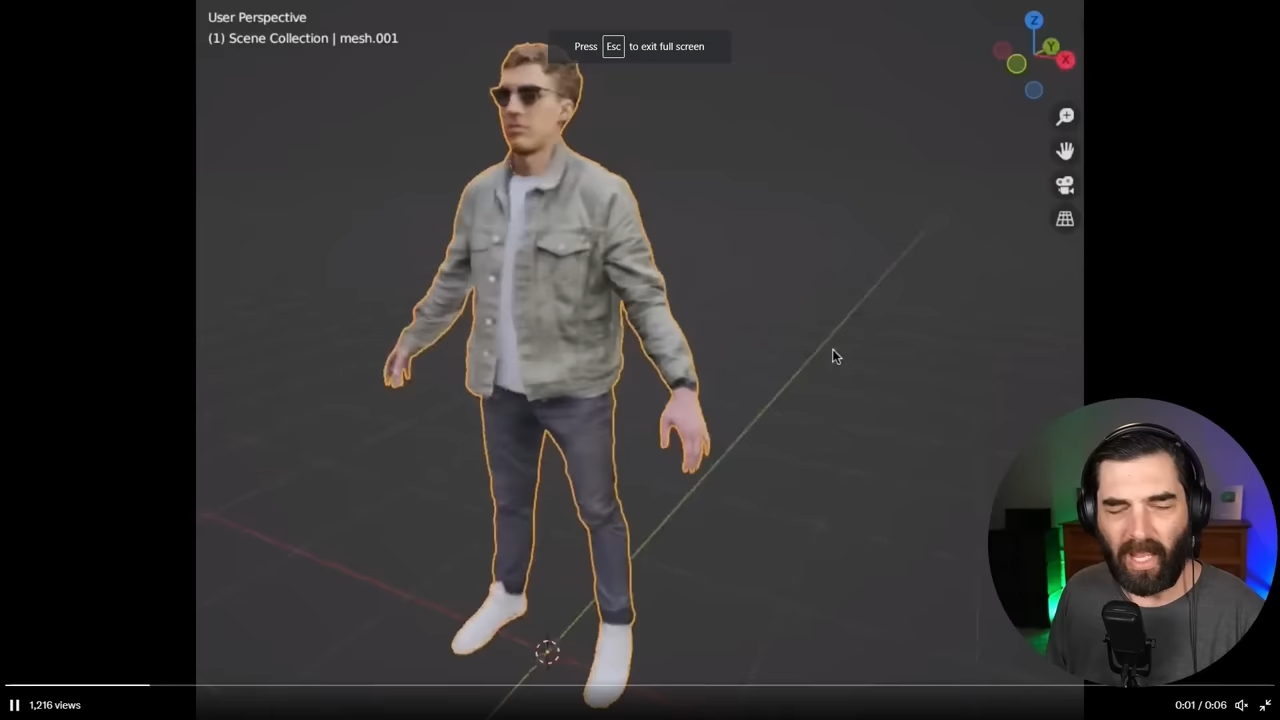 User Perspective
(1) Scene Collection | mesh.001
Press Esc to exit full screen
Z
Y
X
1,216 views
0:01 / 0:06